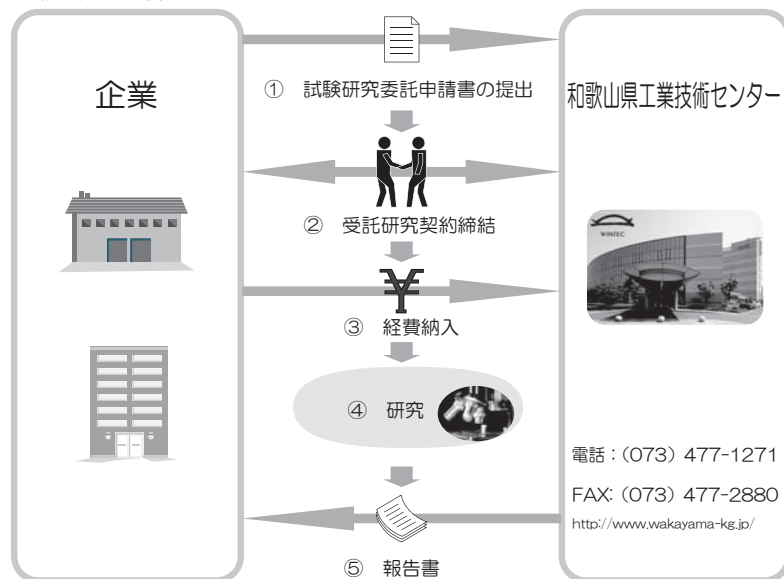 企業
① 試験研究委託申請書の提出
② 受託研究契約締結
¥
③ 経費納入
④ 研究
⑤ 報告書
和歌山県工業技術センター
WINTEC
電話：(073) 477-1271
FAX: (073) 477-2880
http://www.wakayama-kg.jp/